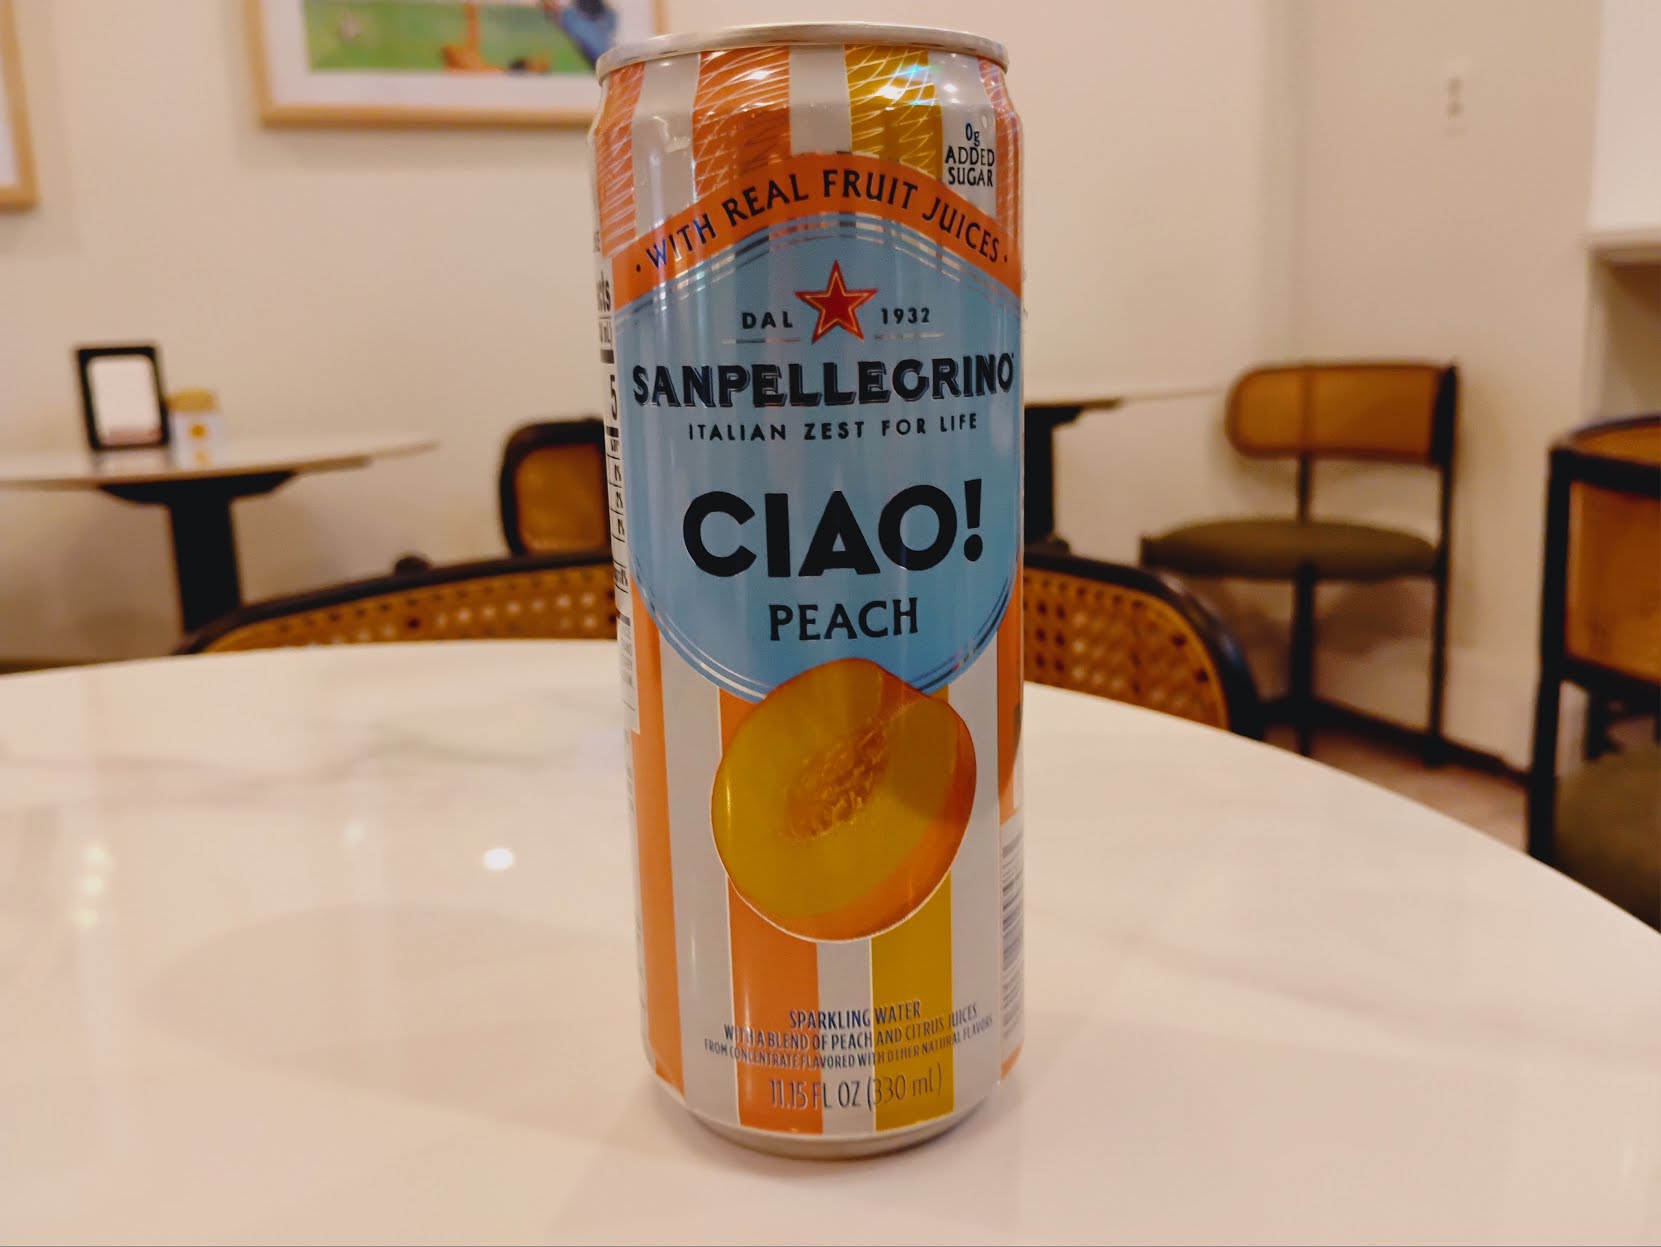 0g
ADDED
SUGAR
• WITH REAL FRUIT JUICES •
DAL 1932
SANPELLEGRINO
ITALIAN ZEST FOR LIFE
CIAO!
PEACH
SPARKLING WATER
WITH A BLEND OF PEACH AND CITRUS JUICES
FROM CONCENTRATE FLAVORED WITH OTHER NATURAL FLAVORS
11.15 FL OZ (330 mL)
5